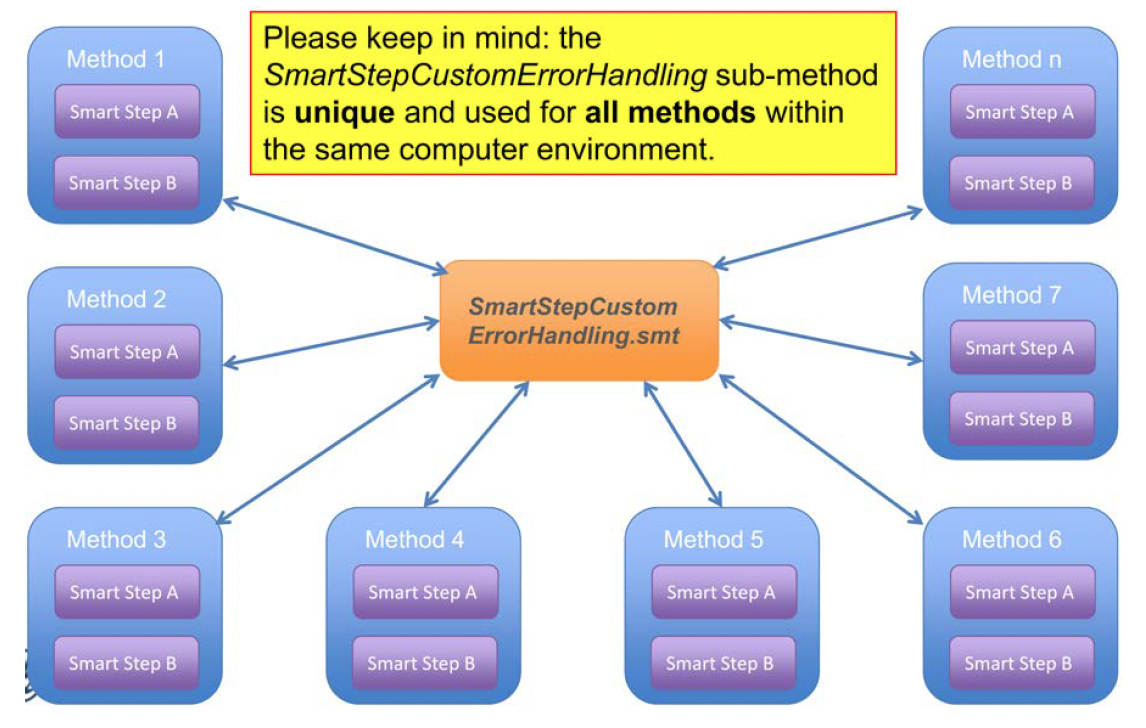 Please keep in mind: the
SmartStepCustomErrorHandling sub-method
is unique and used for all methods within
the same computer environment.
Method 1
Smart Step A
Smart Step B
Method n
Smart Step A
Smart Step B
SmartStepCustom
ErrorHandling.smt
Method 2
Smart Step A
Smart Step B
Method 7
Smart Step A
Smart Step B
Method 3
Smart Step A
Smart Step B
Method 4
Smart Step A
Smart Step B
Method 5
Smart Step A
Smart Step B
Method 6
Smart Step A
Smart Step B